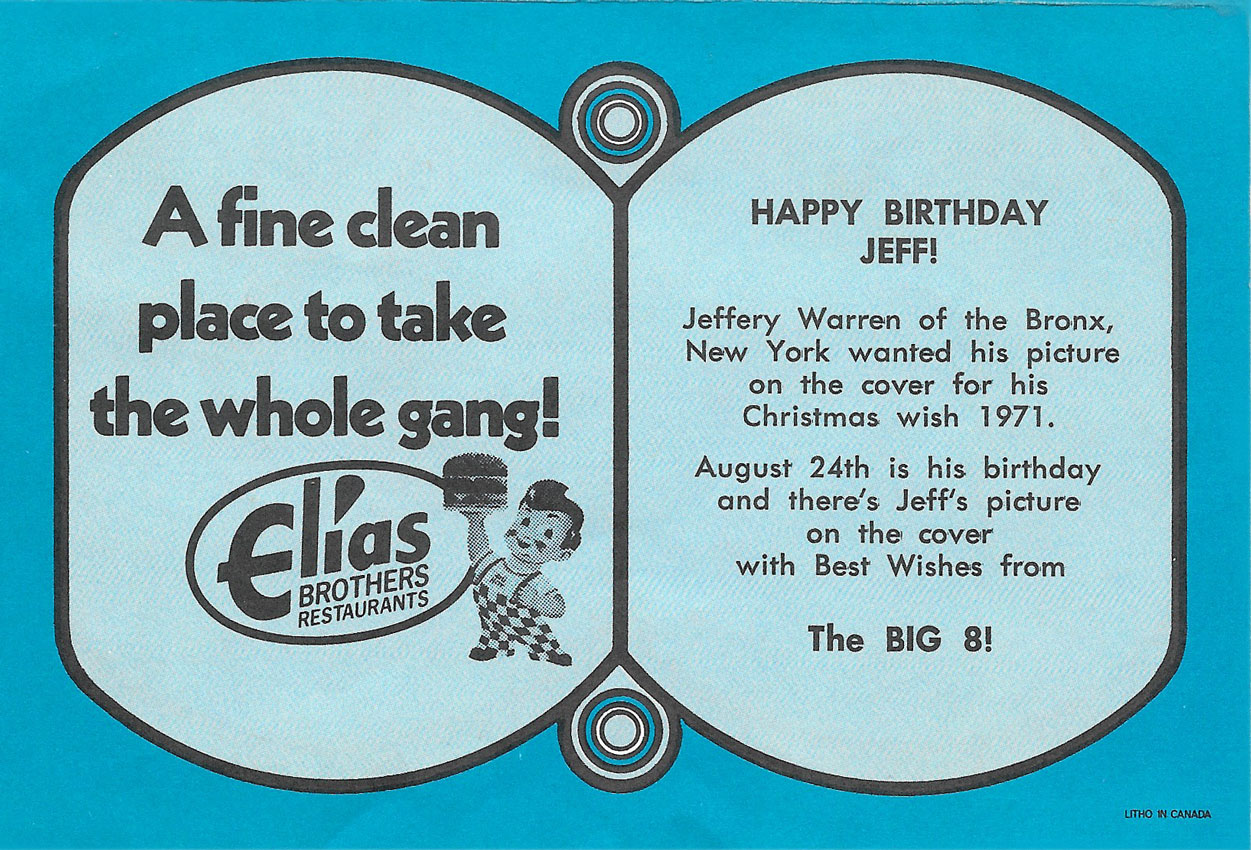 A fine clean
place to take
the whole gang!
Elias
BROTHERS
RESTAURANTS
HAPPY BIRTHDAY
JEFF!
Jeffery Warren of the Bronx,
New York wanted his picture
on the cover for his
Christmas wish 1971.
August 24th is his birthday
and there's Jeff's picture
on the cover
with Best Wishes from
The BIG 8!
LITHO IN CANADA